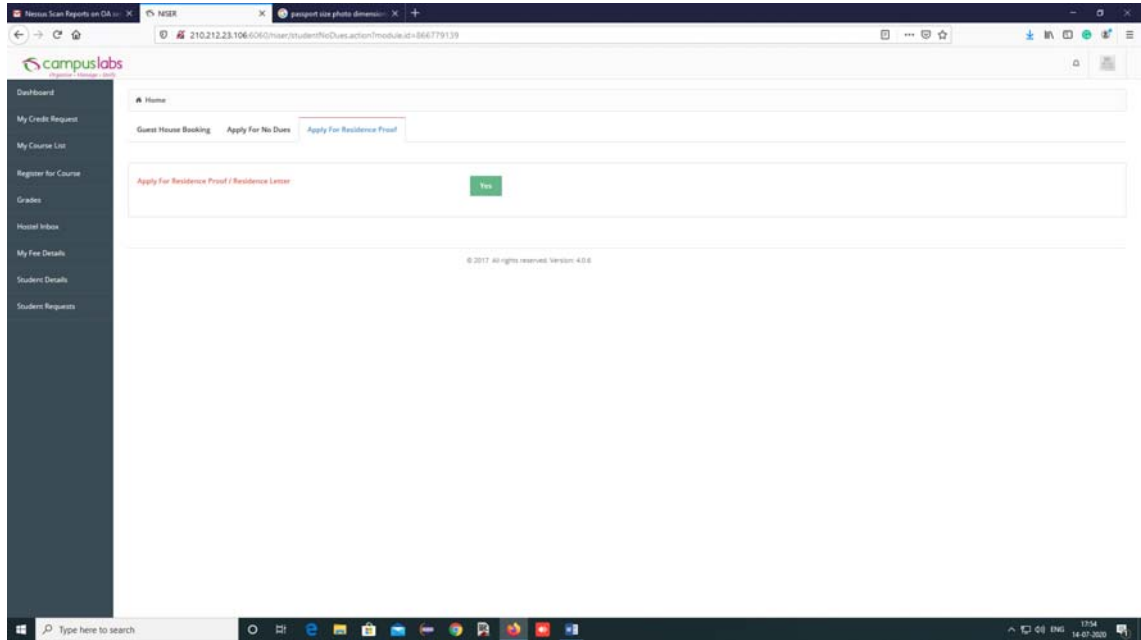 Nessus Scan Reports on OA se
NISER
passport size photo dimension
210.212.23.106:6060/niser/studentNoDues.action?module.id=866779139
campuslabs
Organise - Manage - Unify
Dashboard
My Credit Request
My Course List
Register for Course
Grades
Hostel Inbox
My Fee Details
Student Details
Student Requests
Home
Guest House Booking Apply For No Dues Apply For Residence Proof
Apply For Residence Proof / Residence Letter Yes
© 2017 All rights reserved. Version: 4.0.6
Type here to search
ENG
17:54
14-07-2020